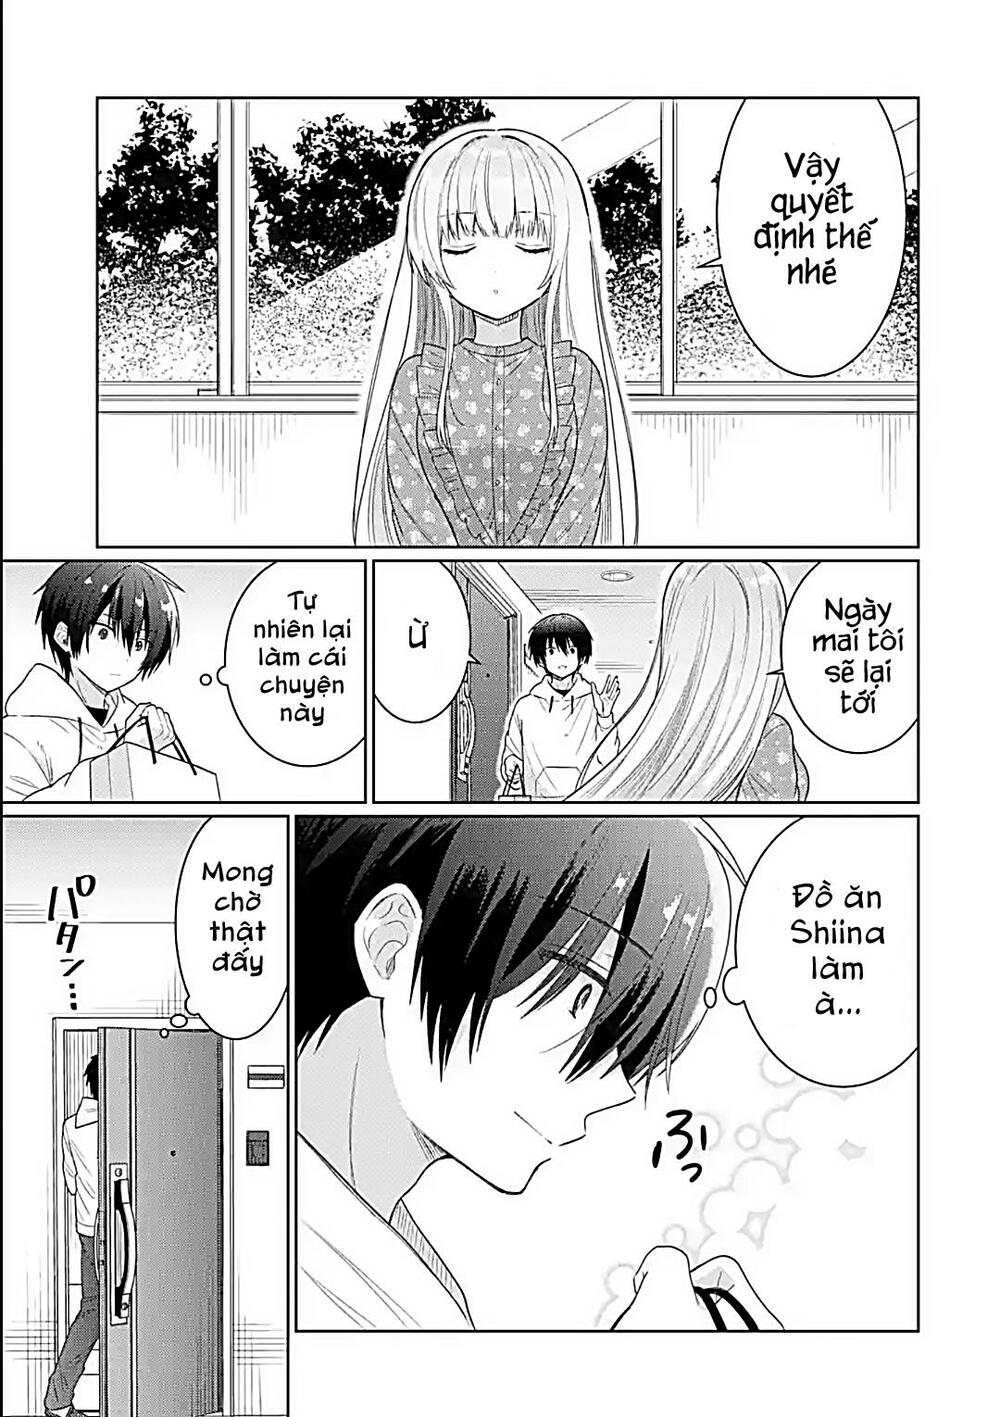 Vậy
quyết
định thế
nhé
Ngày
mai tôi
sẽ lại
tới
Ừ
Tự
nhiên lại
làm cái
chuyện
này
Đồ ăn
Shiina
làm
à...
ふっ
Mong
chờ
thật
đấy
パタン…